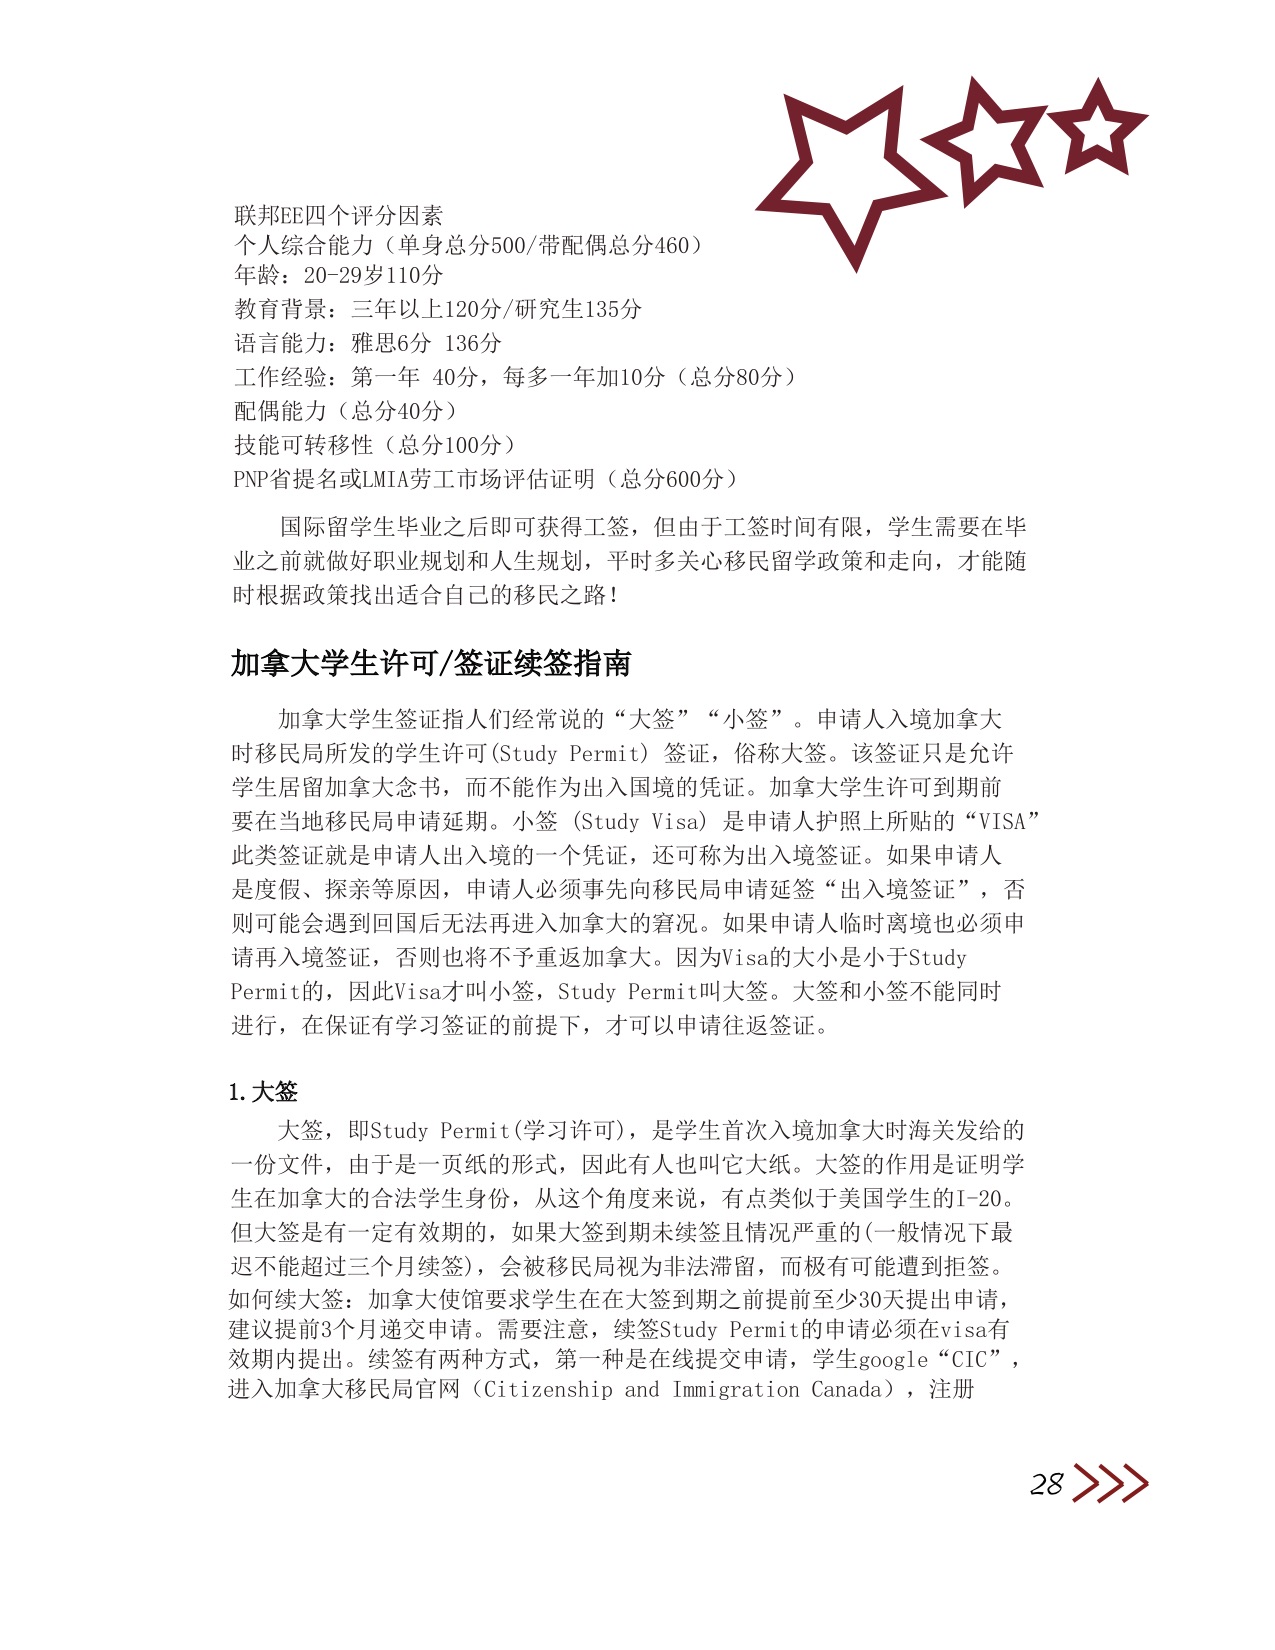 联邦EE四个评分因素
个人综合能力（单身总分500/带配偶总分460）
年龄：20-29岁110分
教育背景：三年以上120分/研究生135分
语言能力：雅思6分 136分
工作经验：第一年 40分，每多一年加10分（总分80分）
配偶能力（总分40分）
技能可转移性（总分100分）
PNP省提名或LMIA劳工市场评估证明（总分600分）
国际留学生毕业之后即可获得工签，但由于工签时间有限，学生需要在毕
业之前就做好职业规划和人生规划，平时多关心移民留学政策和走向，才能随
时根据政策找出适合自己的移民之路！
加拿大学生许可/签证续签指南
加拿大学生签证指人们经常说的“大签”“小签”。申请人入境加拿大
时移民局所发的学生许可(Study Permit) 签证，俗称大签。该签证只是允许
学生居留加拿大念书，而不能作为出入国境的凭证。加拿大学生许可到期前
要在当地移民局申请延期。小签 (Study Visa) 是申请人护照上所贴的“VISA”
此类签证就是申请人出入境的一个凭证，还可称为出入境签证。如果申请人
是度假、探亲等原因，申请人必须事先向移民局申请延签“出入境签证”，否
则可能会遇到回国后无法再进入加拿大的窘况。如果申请人临时离境也必须申
请再入境签证，否则也将不予重返加拿大。因为Visa的大小是小于Study
Permit的，因此Visa才叫小签，Study Permit叫大签。大签和小签不能同时
进行，在保证有学习签证的前提下，才可以申请往返签证。
1. 大签
大签，即Study Permit(学习许可)，是学生首次入境加拿大时海关发给的
一份文件，由于是一页纸的形式，因此有人也叫它大纸。大签的作用是证明学
生在加拿大的合法学生身份，从这个角度来说，有点类似于美国学生的I-20。
但大签是有一定有效期的，如果大签到期未续签且情况严重的(一般情况下最
迟不能超过三个月续签)，会被移民局视为非法滞留，而极有可能遭到拒签。
如何续大签：加拿大使馆要求学生在在大签到期之前提前至少30天提出申请，
建议提前3个月递交申请。需要注意，续签Study Permit的申请必须在visa有
效期内提出。续签有两种方式，第一种是在线提交申请，学生google“CIC”，
进入加拿大移民局官网（Citizenship and Immigration Canada），注册
28